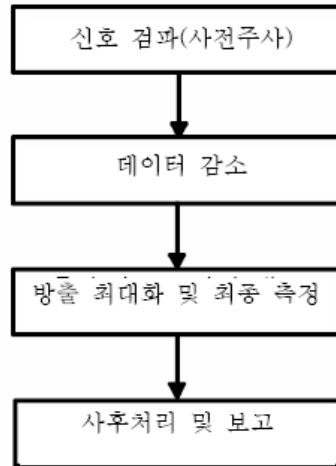 신호 검파(사전주사)
데이터 감소
방출 최대화 및 최종 측정
사후처리 및 보고